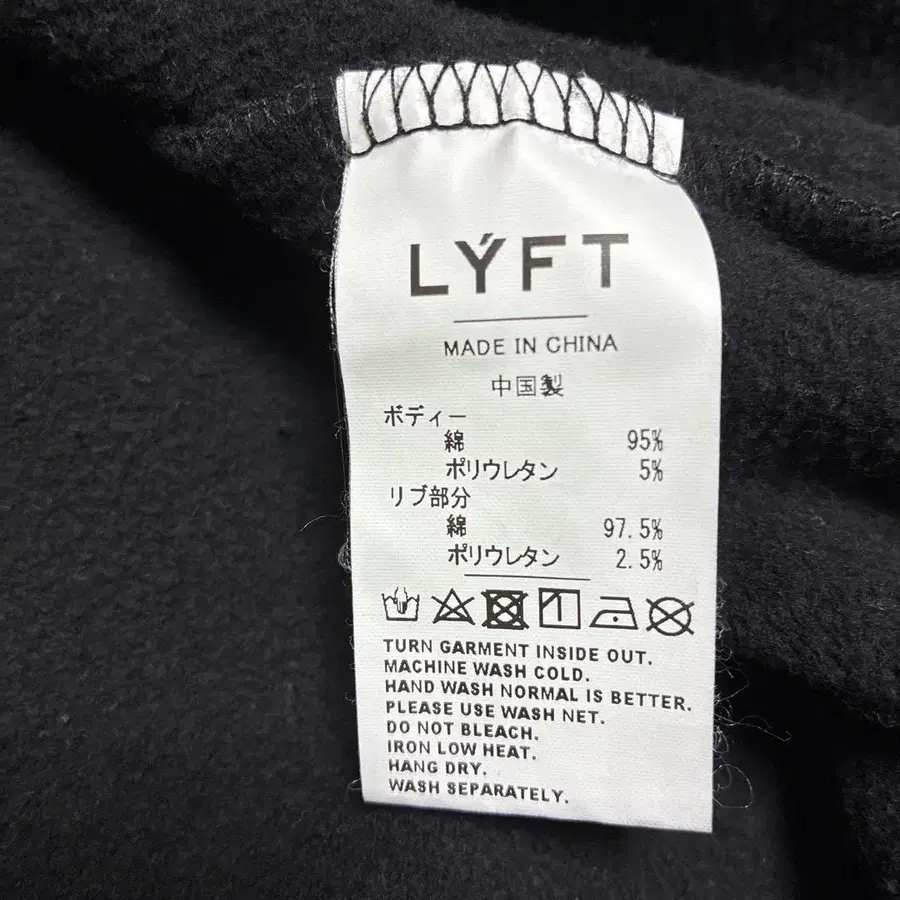 LÝFT
MADE IN CHINA
中国製
ボディー
綿 95%
ポリウレタン 5%
リブ部分
綿 97.5%
ポリウレタン 2.5%
TURN GARMENT INSIDE OUT.
MACHINE WASH COLD.
HAND WASH NORMAL IS BETTER.
PLEASE USE WASH NET.
DO NOT BLEACH.
IRON LOW HEAT.
HANG DRY.
WASH SEPARATELY.